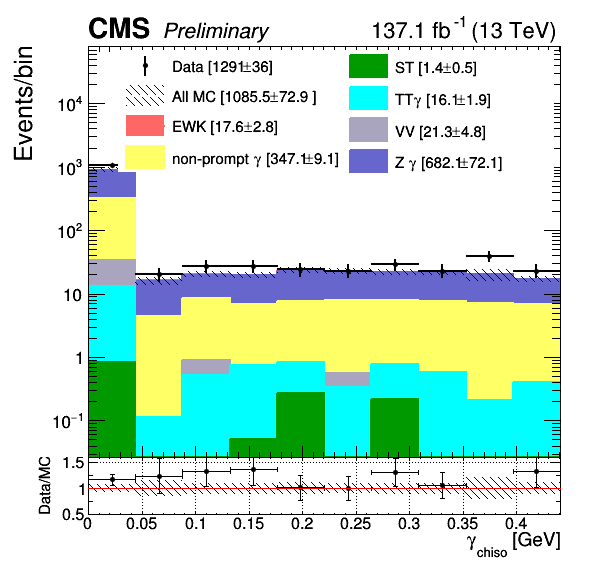 CMS Preliminary 137.1 fb⁻¹ (13 TeV)
Events/bin
Data [1291±36]
All MC [1085.5±72.9 ]
EWK [17.6±2.8]
non-prompt γ [347.1±9.1]
ST [1.4±0.5]
TTγ [16.1±1.9]
VV [21.3±4.8]
Z γ [682.1±72.1]
10⁴
10³
10²
10
1
10⁻¹
Data/MC
1.5
1
0.5
0 0.05 0.1 0.15 0.2 0.25 0.3 0.35 0.4
γ_chiso [GeV]